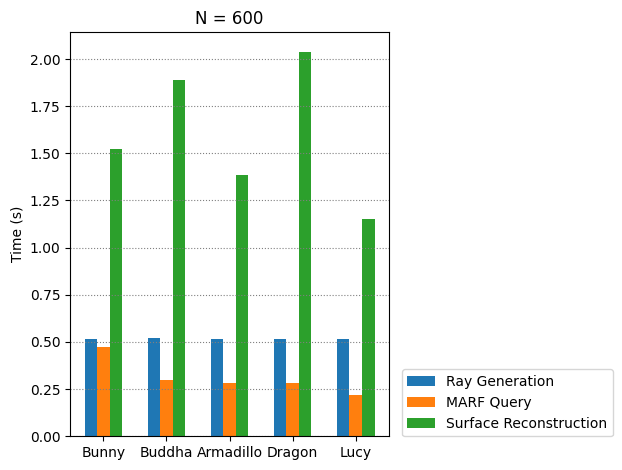 N = 600
Time (s)
2.00
1.75
1.50
1.25
1.00
0.75
0.50
0.25
0.00
Bunny Buddha Armadillo Dragon Lucy
Ray Generation
MARF Query
Surface Reconstruction